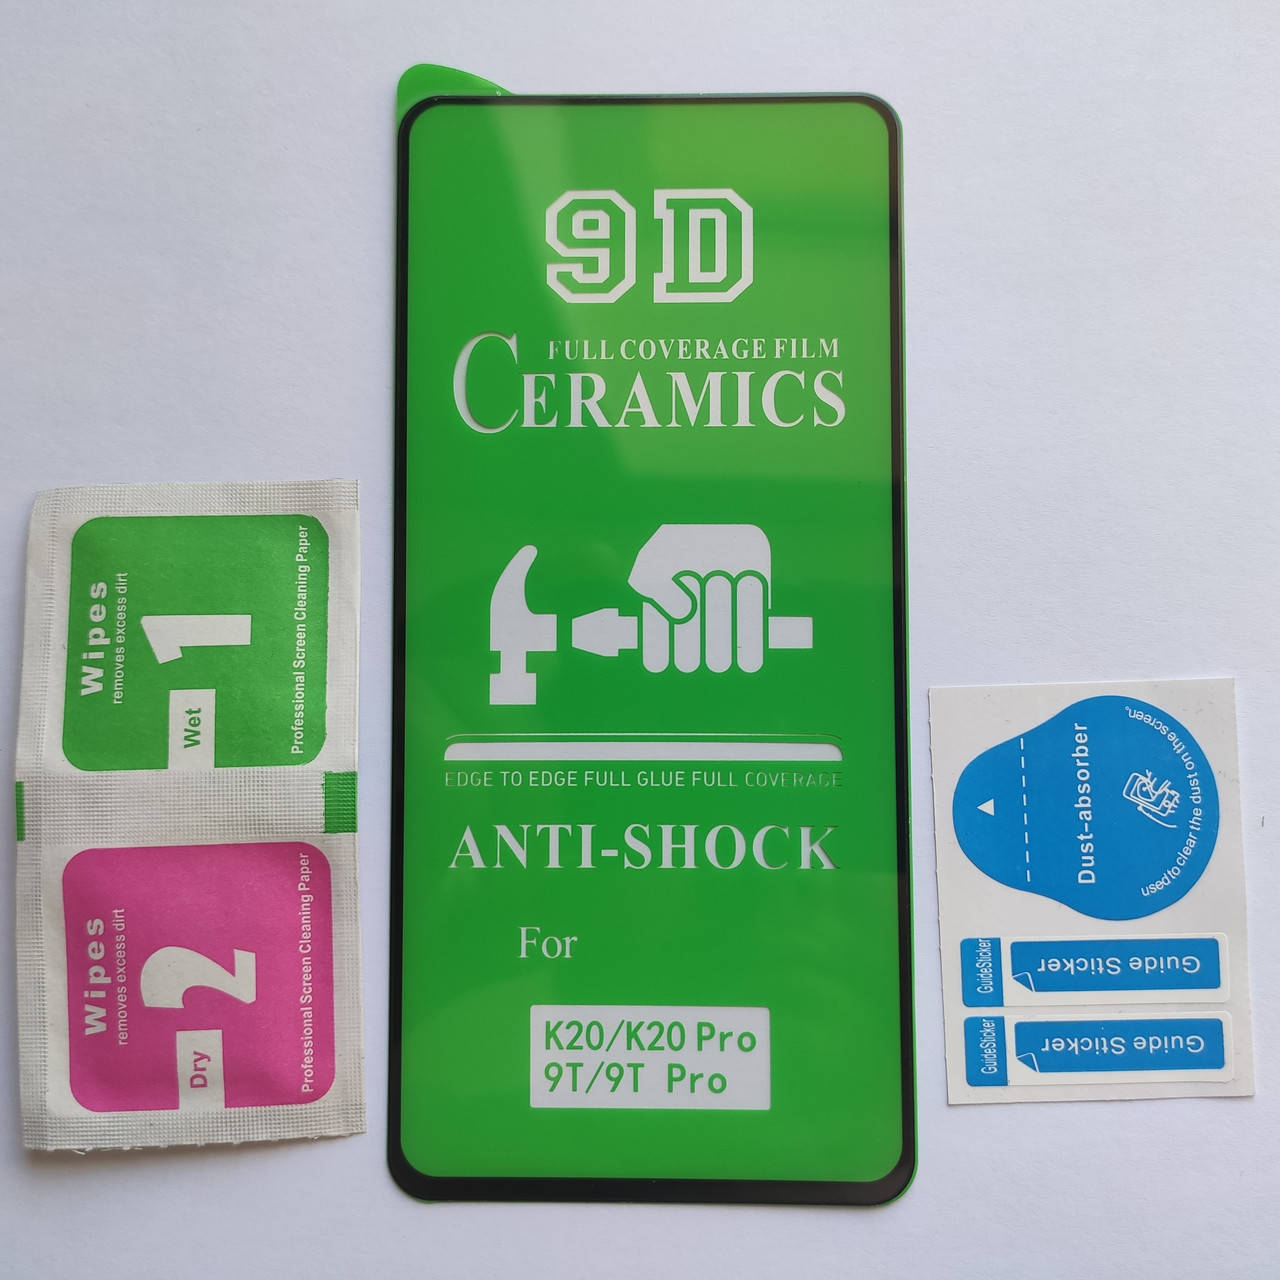 9D
FULL COVERAGE FILM
CERAMICS
EDGE TO EDGE FULL GLUE FULL COVERAGE
ANTI-SHOCK
For
K20/K20 Pro
9T/9T Pro
Wipes
removes excess dirt
1
Wet
Professional Screen Cleaning Paper
Wipes
removes excess dirt
2
Dry
Professional Screen Cleaning Paper
Dust-absorber
used to clear the dust on the screen。
GuideSticker
Guide Sticker
GuideSticker
Guide Sticker